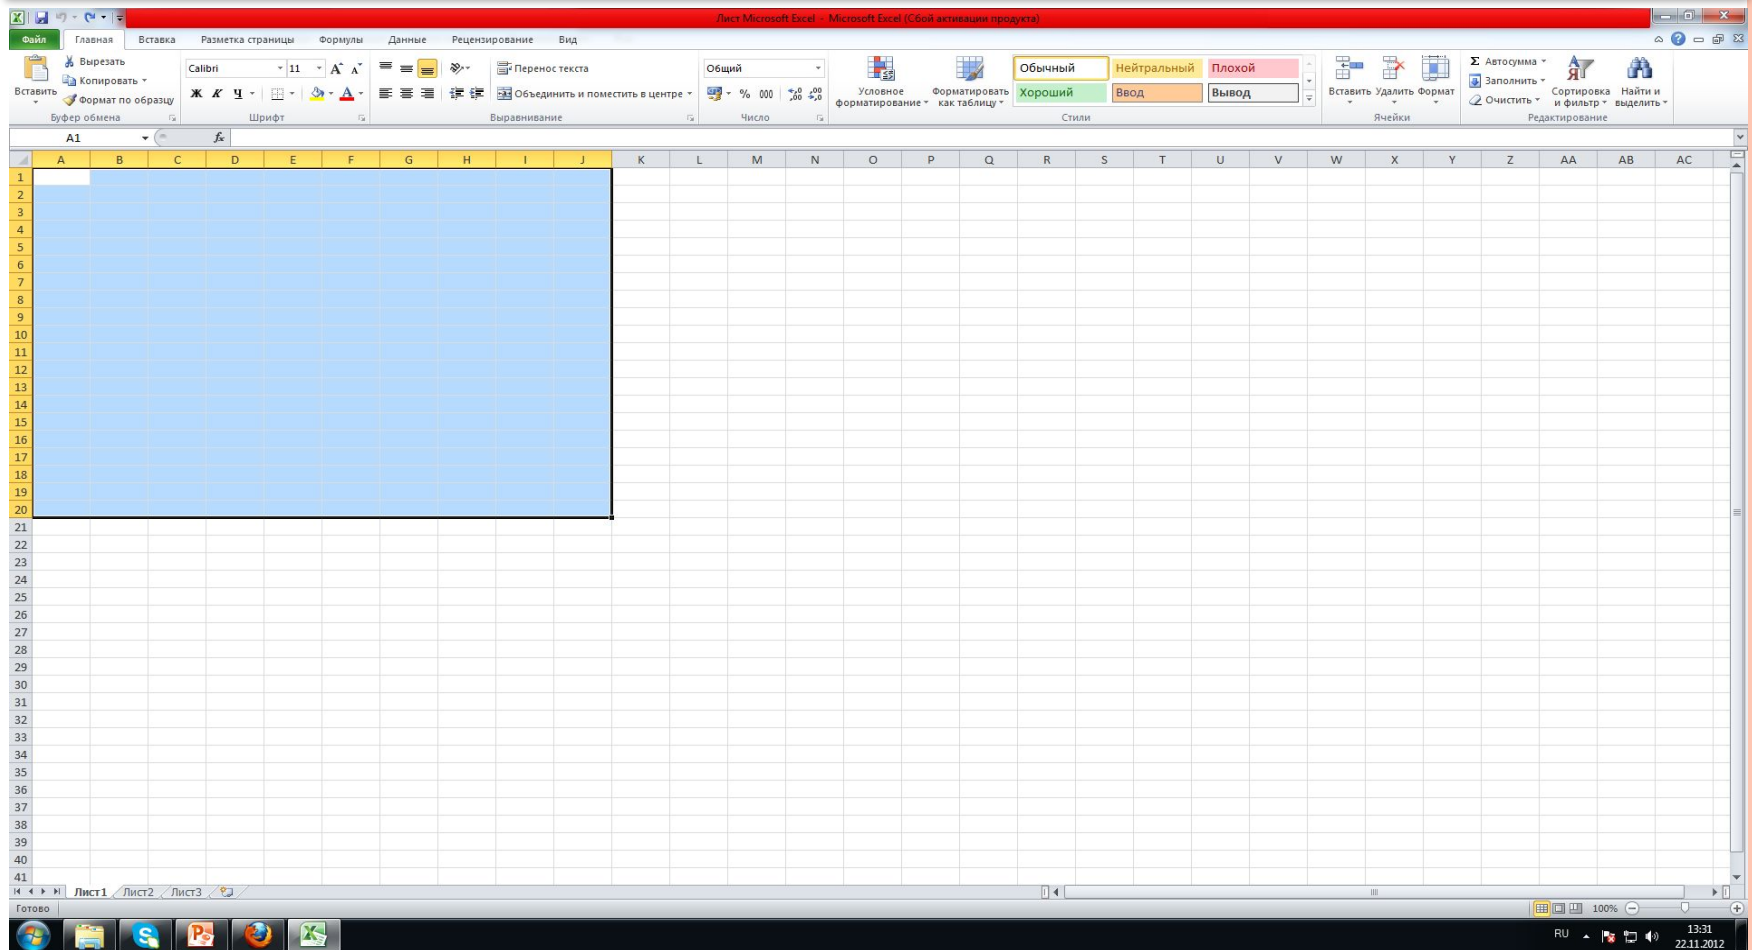 Лист Microsoft Excel - Microsoft Excel (Сбой активации продукта)
Файл Главная Вставка Разметка страницы Формулы Данные Рецензирование Вид
Вставить
Вырезать
Копировать
Формат по образцу
Буфер обмена
Calibri 11
Ж К Ч
Шрифт
Перенос текста
Объединить и поместить в центре
Выравнивание
Общий
% 000 ,00 ,00
Число
Условное форматирование
Форматировать как таблицу
Обычный Нейтральный Плохой
Хороший Ввод Вывод
Стили
Вставить Удалить Формат
Ячейки
Σ Автосумма
Заполнить
Очистить
Сортировка и фильтр
Найти и выделить
Редактирование
A1 fx
A B C D E F G H I J K L M N O P Q R S T U V W X Y Z AA AB AC
1
2
3
4
5
6
7
8
9
10
11
12
13
14
15
16
17
18
19
20
21
22
23
24
25
26
27
28
29
30
31
32
33
34
35
36
37
38
39
40
41
Лист1 Лист2 Лист3
Готово 100%
RU 13:31
22.11.2012